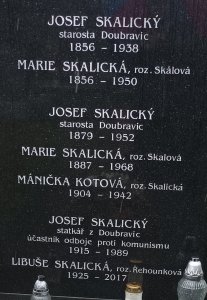 JOSEF SKALICKÝ
starosta Doubravic
1856 - 1938
MARIE SKALICKÁ, roz. Skálová
1856 - 1950
JOSEF SKALICKÝ
starosta Doubravic
1879 - 1952
MARIE SKALICKÁ, roz. Skalová
1887 - 1968
MÁNIČKA KOTOVÁ, roz. Skalická
1904 - 1942
JOSEF SKALICKÝ
statkář z Doubravic
účastník odboje proti komunismu
1915 - 1989
LIBUŠE SKALICKÁ, roz. Řehounková
1925 - 2017